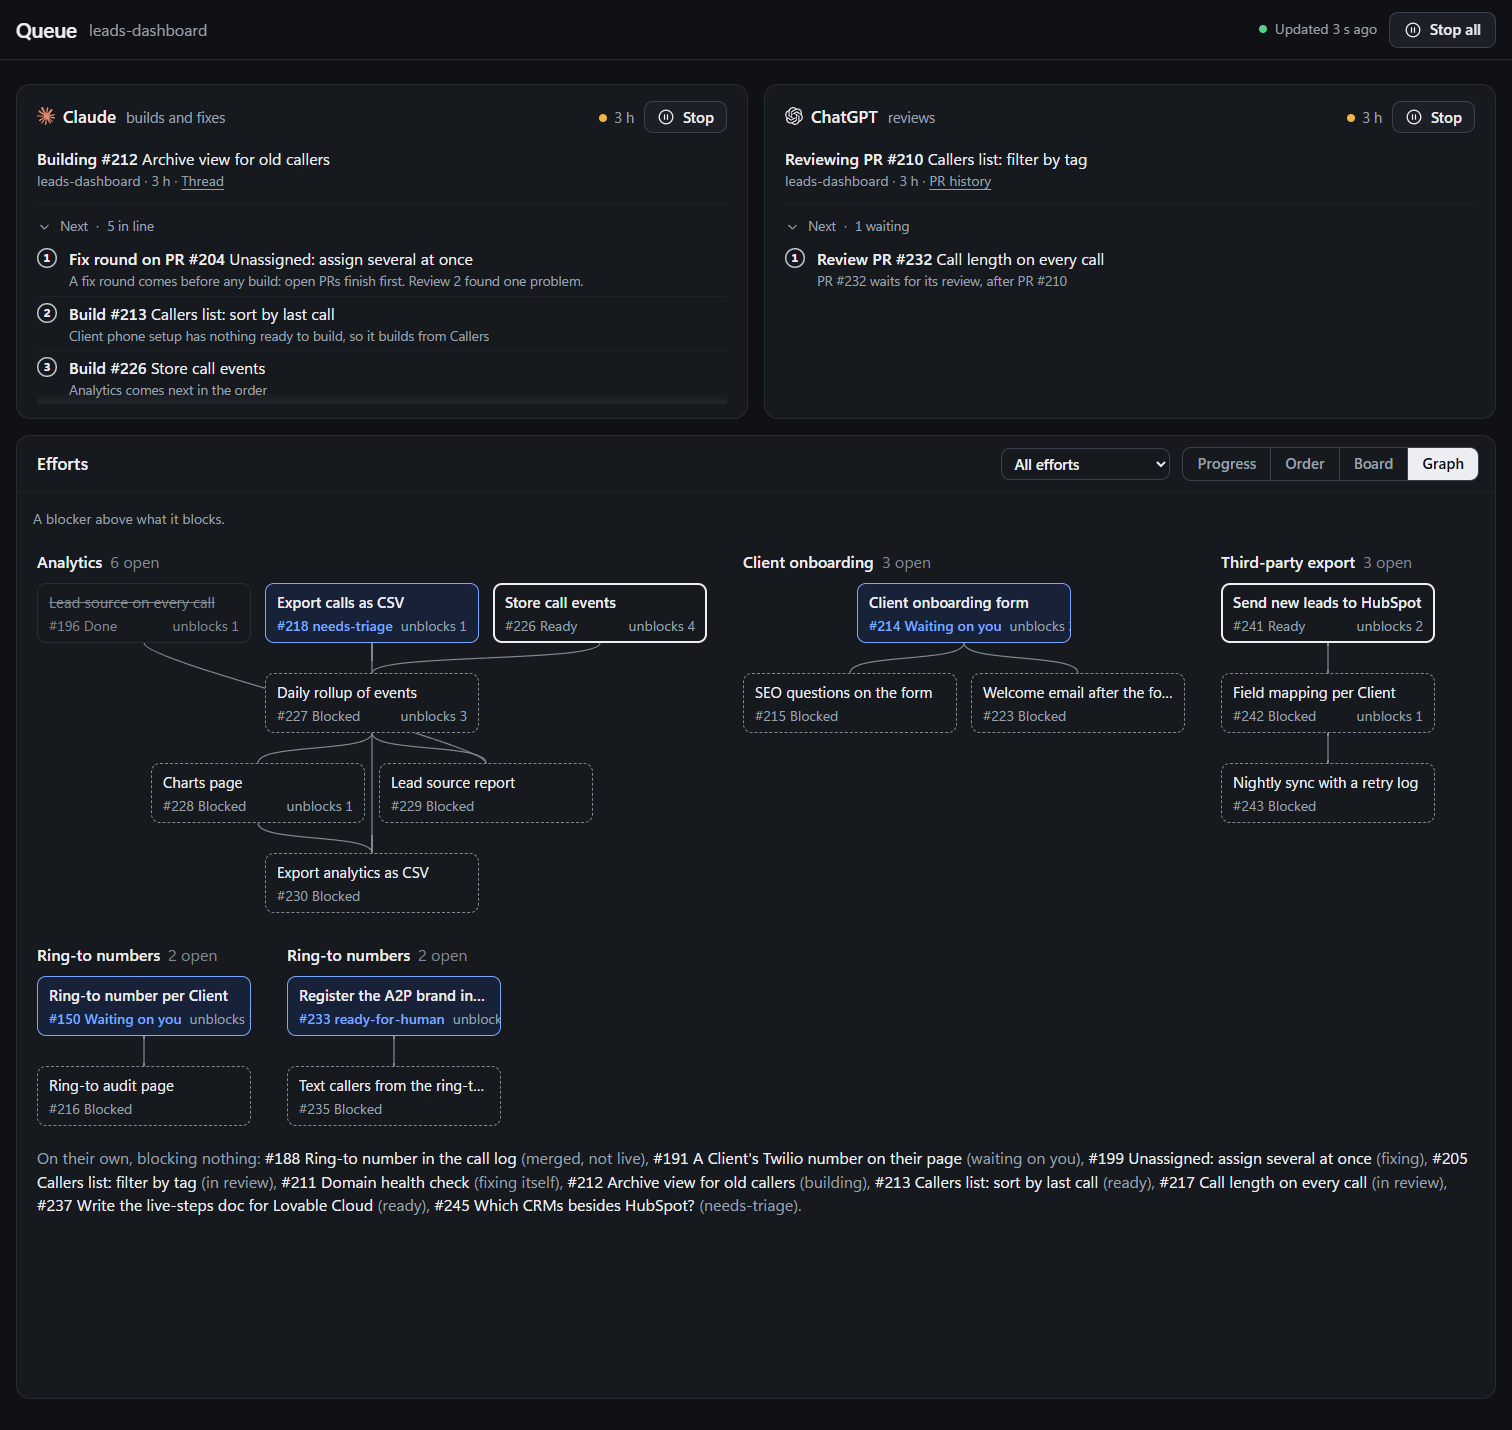 Queue leads-dashboard
Updated 3 s ago
Stop all
Claude builds and fixes
3 h
Stop
Building #212 Archive view for old callers
leads-dashboard · 3 h · Thread
Next · 5 in line
1 Fix round on PR #204 Unassigned: assign several at once
A fix round comes before any build: open PRs finish first. Review 2 found one problem.
2 Build #213 Callers list: sort by last call
Client phone setup has nothing ready to build, so it builds from Callers
3 Build #226 Store call events
Analytics comes next in the order
ChatGPT reviews
3 h
Stop
Reviewing PR #210 Callers list: filter by tag
leads-dashboard · 3 h · PR history
Next · 1 waiting
1 Review PR #232 Call length on every call
PR #232 waits for its review, after PR #210
Efforts
All efforts
Progress
Order
Board
Graph
A blocker above what it blocks.
Analytics 6 open
Lead source on every call
#196 Done unblocks 1
Export calls as CSV
#218 needs-triage unblocks 1
Store call events
#226 Ready unblocks 4
Daily rollup of events
#227 Blocked unblocks 3
Charts page
#228 Blocked unblocks 1
Lead source report
#229 Blocked
Export analytics as CSV
#230 Blocked
Client onboarding 3 open
Client onboarding form
#214 Waiting on you unblocks
SEO questions on the form
#215 Blocked
Welcome email after the fo...
#223 Blocked
Third-party export 3 open
Send new leads to HubSpot
#241 Ready unblocks 2
Field mapping per Client
#242 Blocked unblocks 1
Nightly sync with a retry log
#243 Blocked
Ring-to numbers 2 open
Ring-to number per Client
#150 Waiting on you unblocks
Ring-to audit page
#216 Blocked
Ring-to numbers 2 open
Register the A2P brand in...
#233 ready-for-human unblock
Text callers from the ring-t...
#235 Blocked
On their own, blocking nothing: #188 Ring-to number in the call log (merged, not live), #191 A Client's Twilio number on their page (waiting on you), #199 Unassigned: assign several at once (fixing), #205
Callers list: filter by tag (in review), #211 Domain health check (fixing itself), #212 Archive view for old callers (building), #213 Callers list: sort by last call (ready), #217 Call length on every call (in review),
#237 Write the live-steps doc for Lovable Cloud (ready), #245 Which CRMs besides HubSpot? (needs-triage).